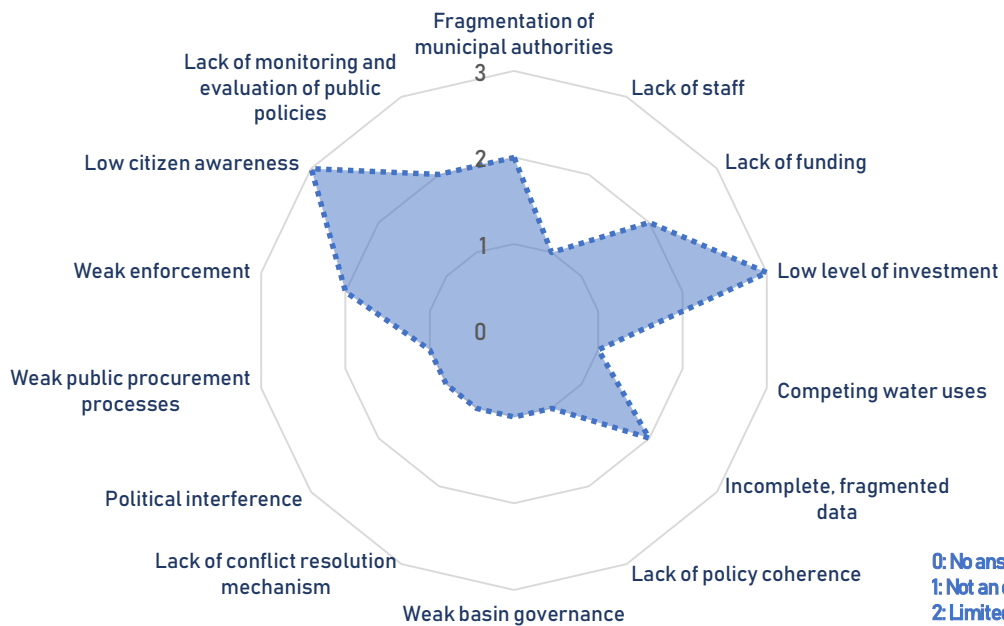 Fragmentation of
municipal authorities
Lack of staff
Lack of funding
Low level of investment
Competing water uses
Incomplete, fragmented
data
Lack of policy coherence
Weak basin governance
Lack of conflict resolution
mechanism
Political interference
Weak public procurement
processes
Weak enforcement
Low citizen awareness
Lack of monitoring and
evaluation of public
policies
3
2
1
0
0: No
1: Not an
2: Limited